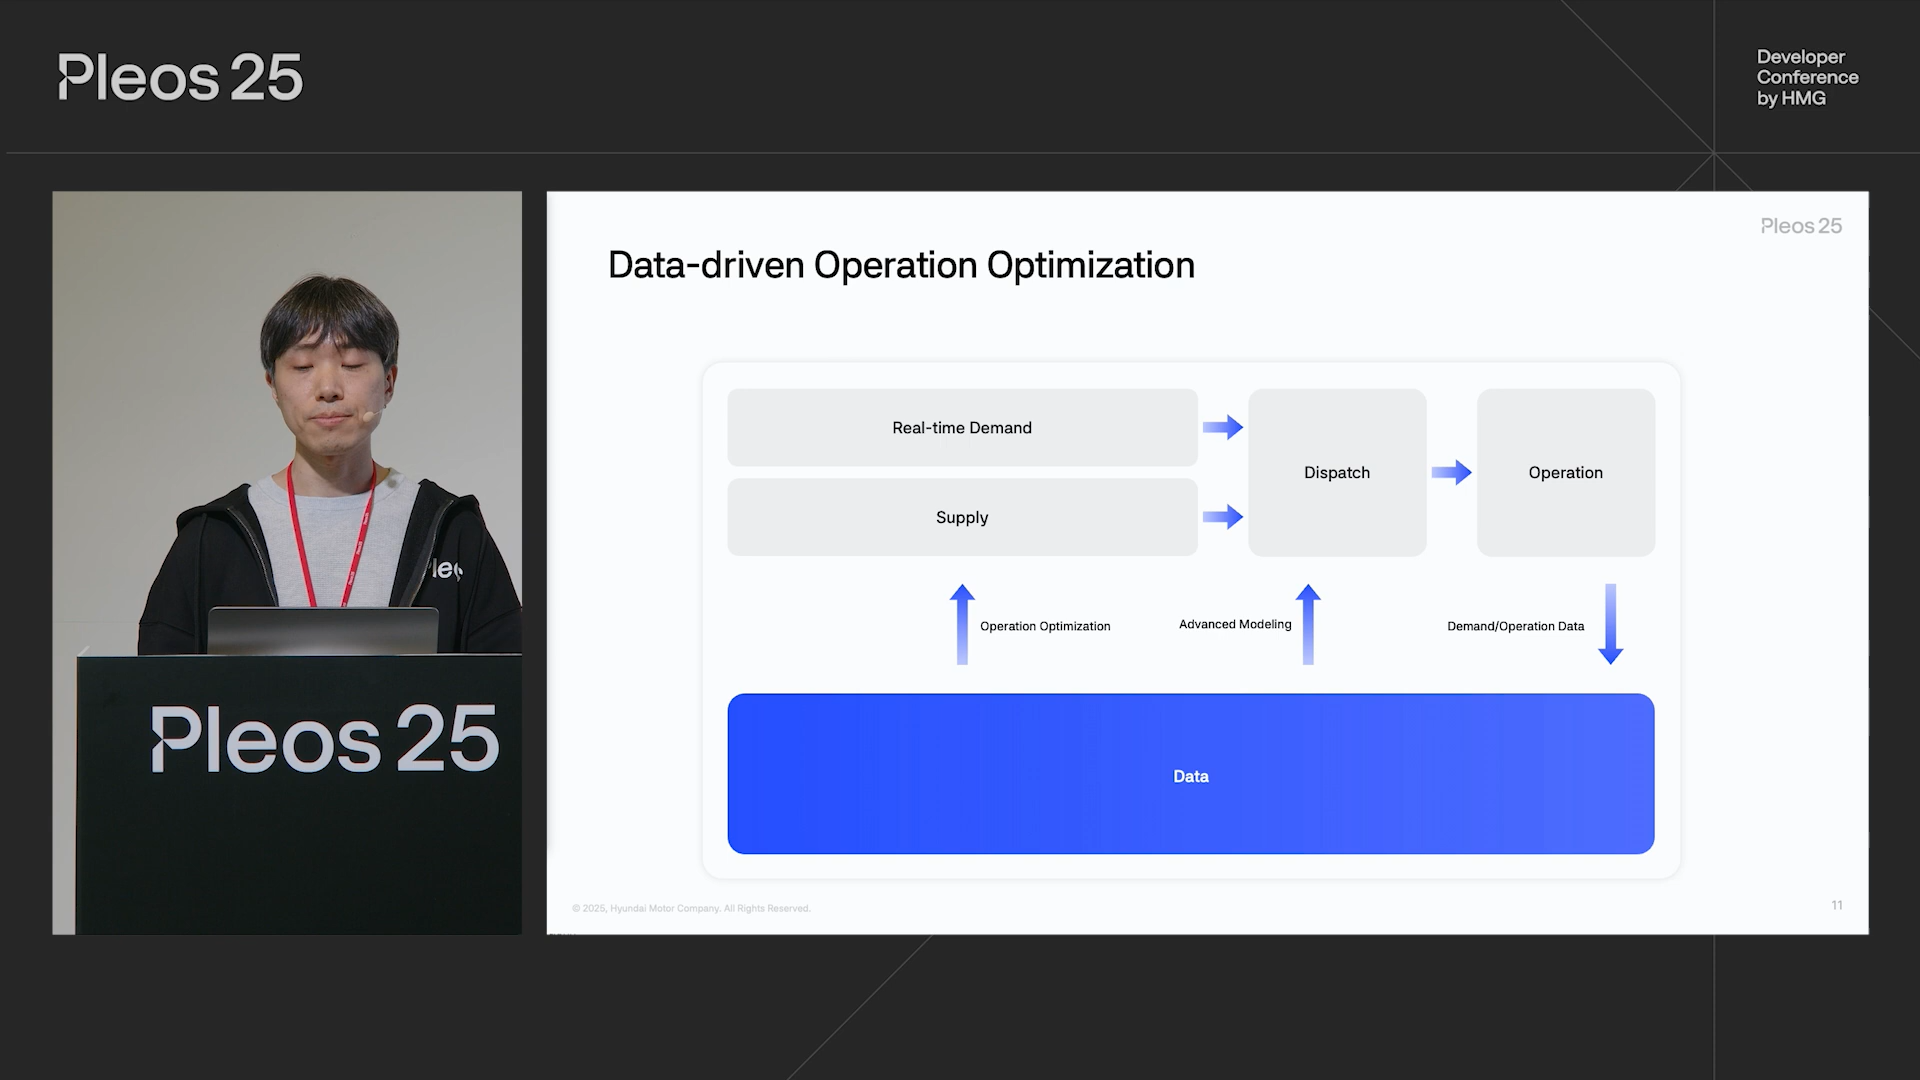 Pleos 25
Developer
Conference
by HMG
Pleos 25
Data-driven Operation Optimization
Real-time Demand
Supply
Dispatch
Operation
Operation Optimization
Advanced Modeling
Demand/Operation Data
Data
© 2025, Hyundai Motor Company. All Rights Reserved.
11
Pleos 25